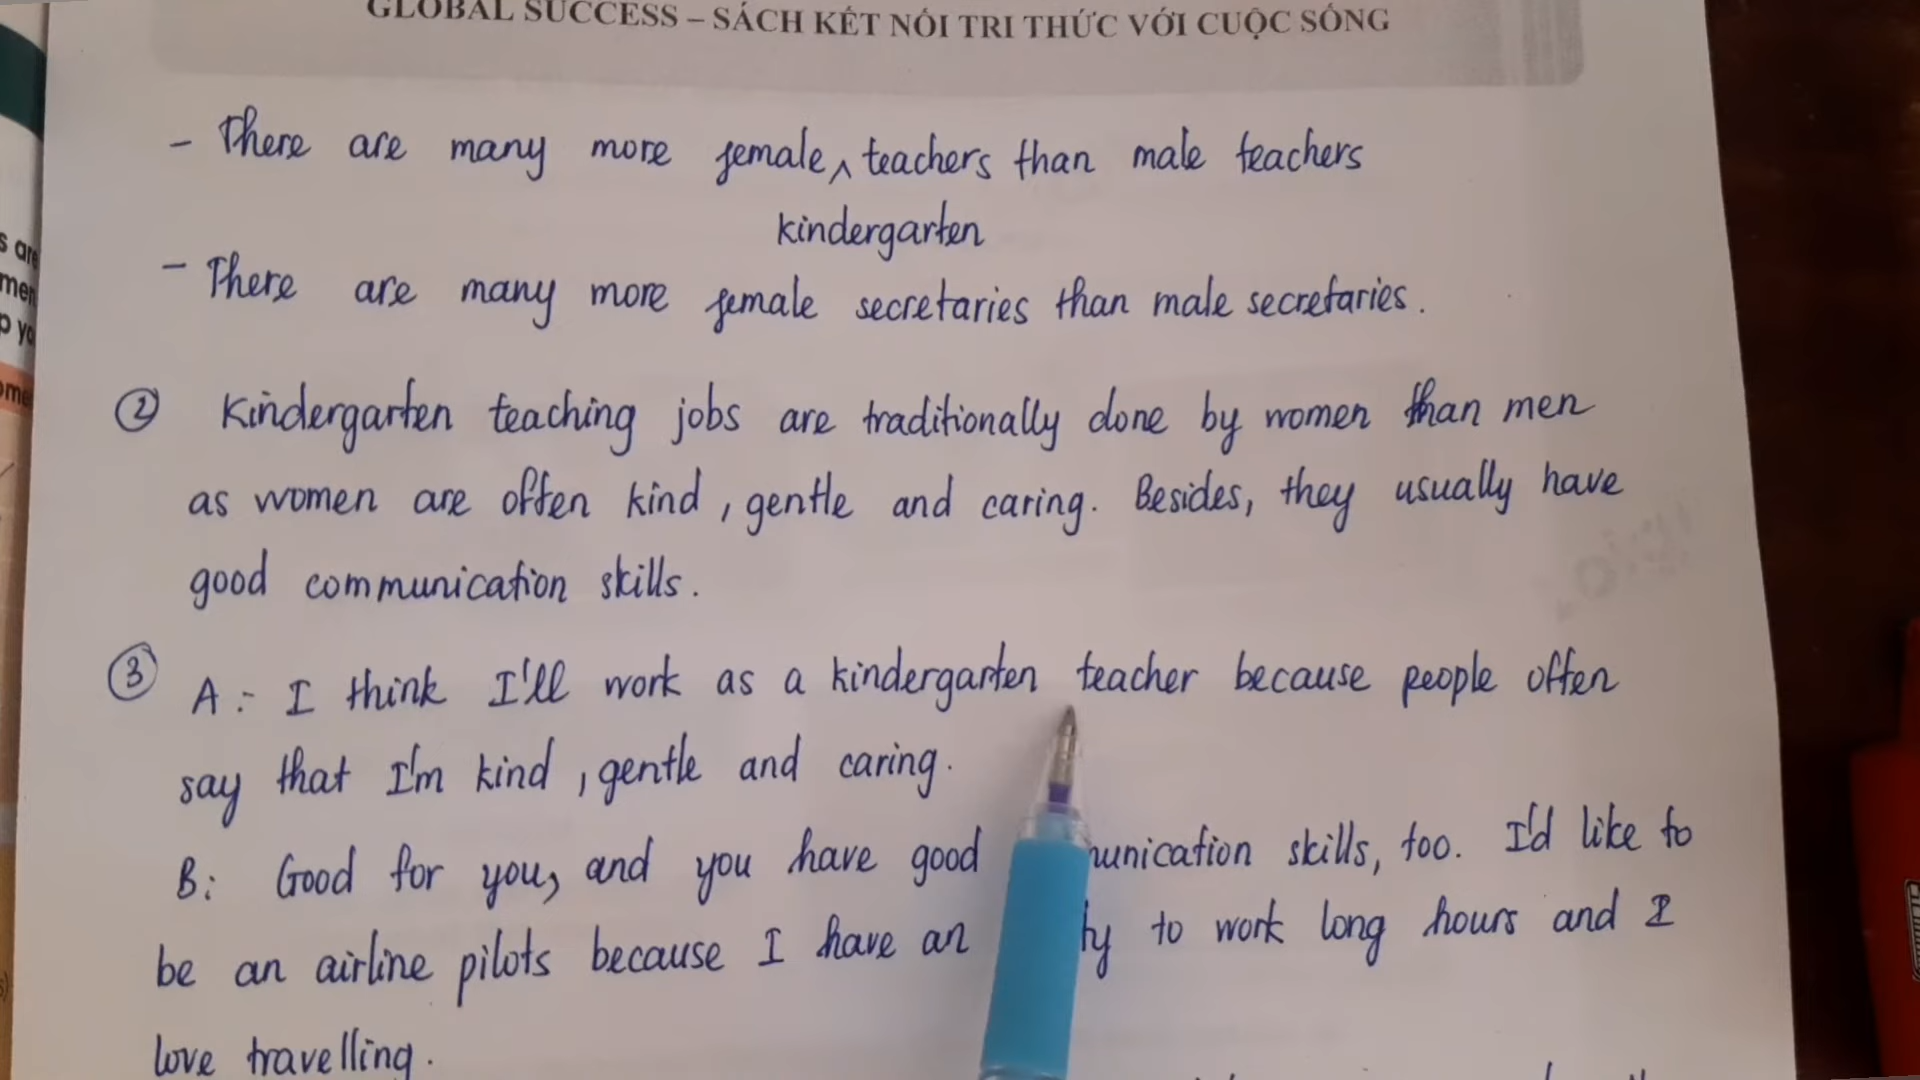 GLOBAL SUCCESS – SÁCH KẾT NỐI TRI THỨC VỚI CUỘC SỐNG
- There are many more female ^ teachers than male teachers
kindergarten
- There are many more female secretaries than male secretaries.
② Kindergarten teaching jobs are traditionally done by women than men
as women are often kind, gentle and caring. Besides, they usually have
good communication skills.
③ A: I think I'll work as a kindergarten teacher because people often
say that I'm kind, gentle and caring.
B: Good for you, and you have good unication skills, too. I'd like to
be an airline pilots because I have an ty to work long hours and I
love travelling.